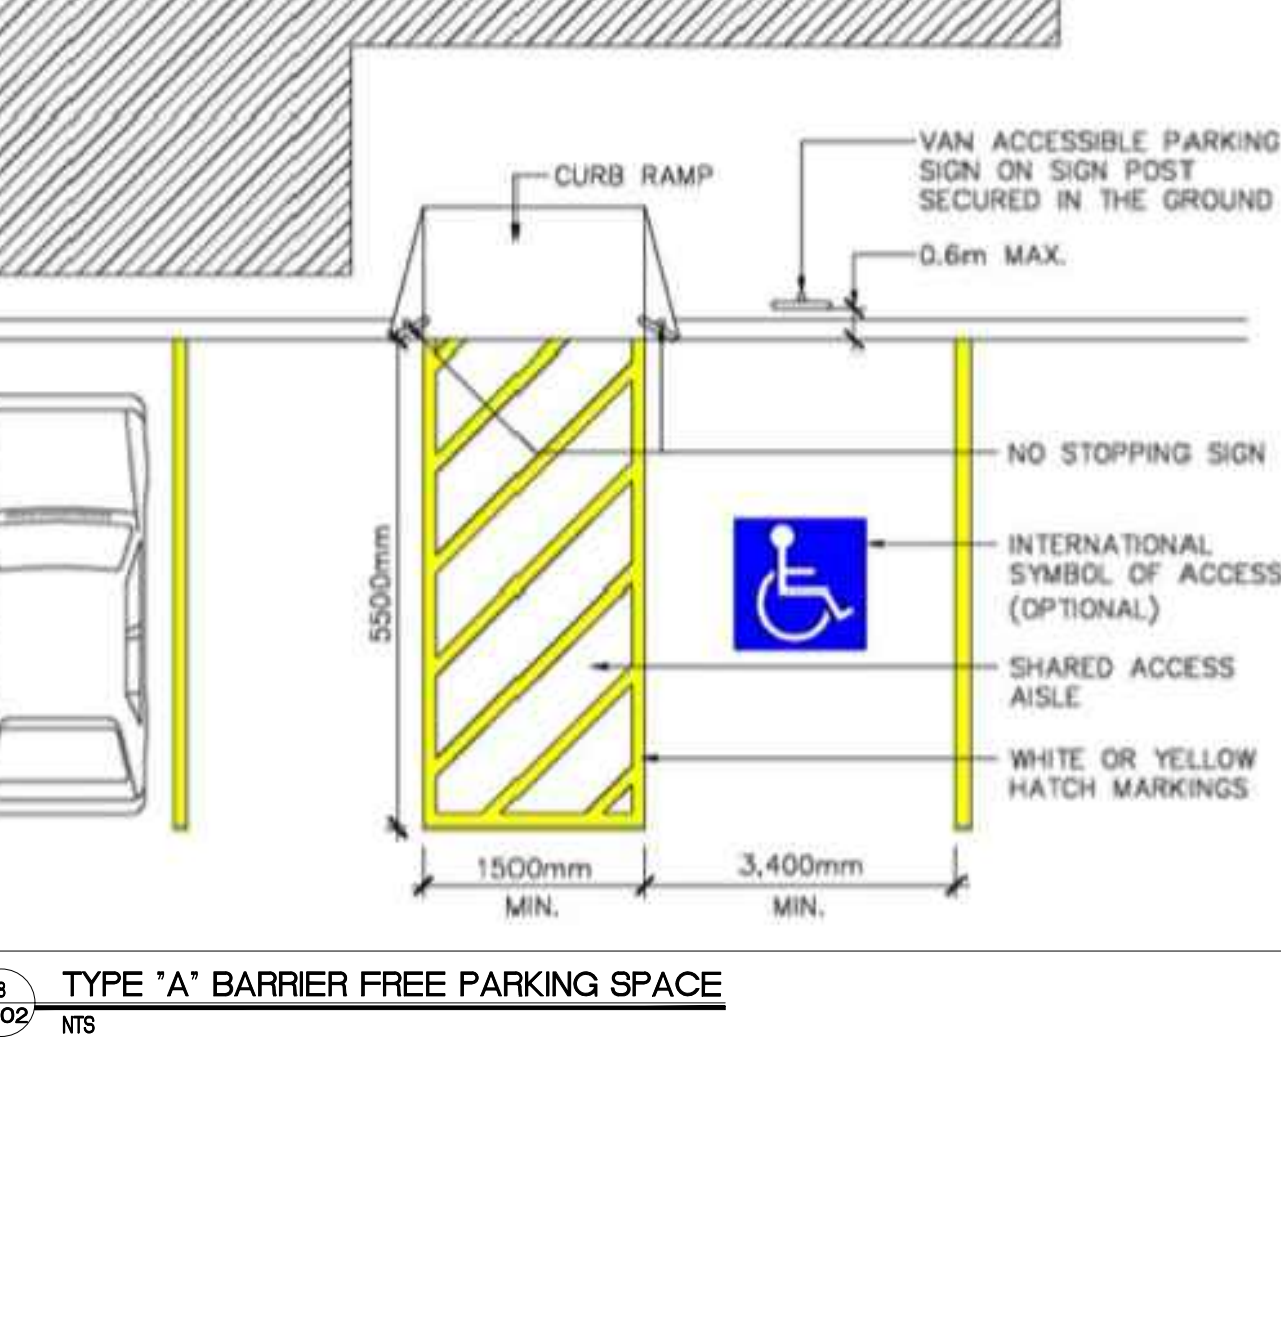 VAN ACCESSIBLE PARKING
SIGN ON SIGN POST
SECURED IN THE GROUND
CURB RAMP
0.6m MAX.
NO STOPPING SIGN
INTERNATIONAL
SYMBOL OF ACCESS
(OPTIONAL)
5500mm
SHARED ACCESS
AISLE
WHITE OR YELLOW
HATCH MARKINGS
1500mm
MIN.
3,400mm
MIN.
TYPE "A" BARRIER FREE PARKING SPACE
02
NTS